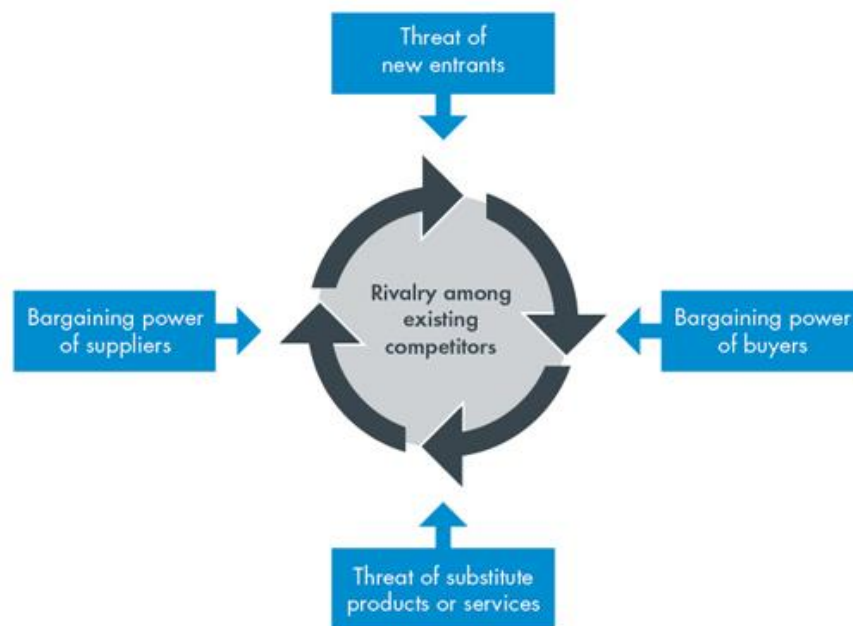 Threat of
new entrants
Bargaining power
of suppliers
Rivalry among
existing
competitors
Bargaining power
of buyers
Threat of substitute
products or services